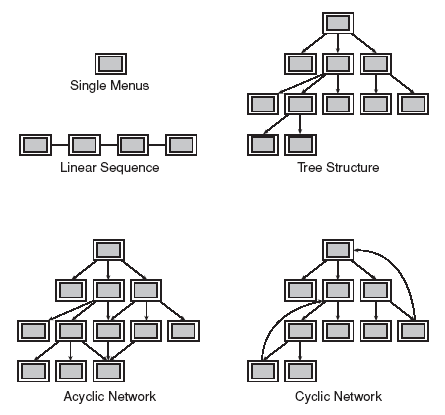 Single Menus
Linear Sequence
Tree Structure
Acyclic Network
Cyclic Network